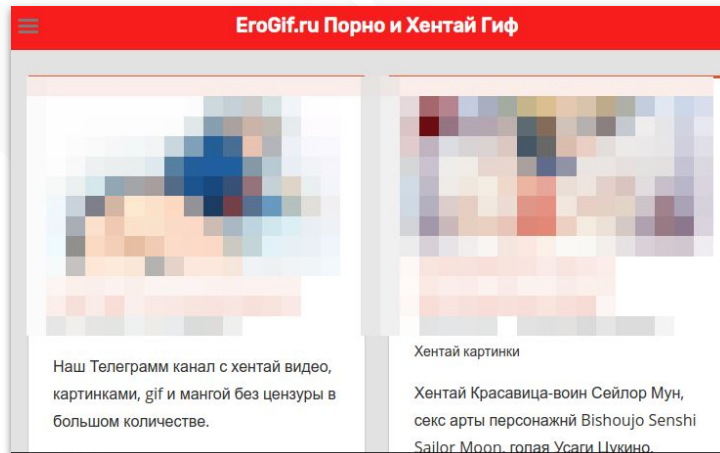 EroGif.ru Порно и Хентай Гиф
Наш Телеграмм канал с хентай видео,
картинками, gif и мангой без цензуры в
большом количестве.
Хентай картинки
Хентай Красавица-воин Сейлор Мун,
секс арты персонажнй Bishoujo Senshi
Sailor Moon, голая Усаги Цукино,